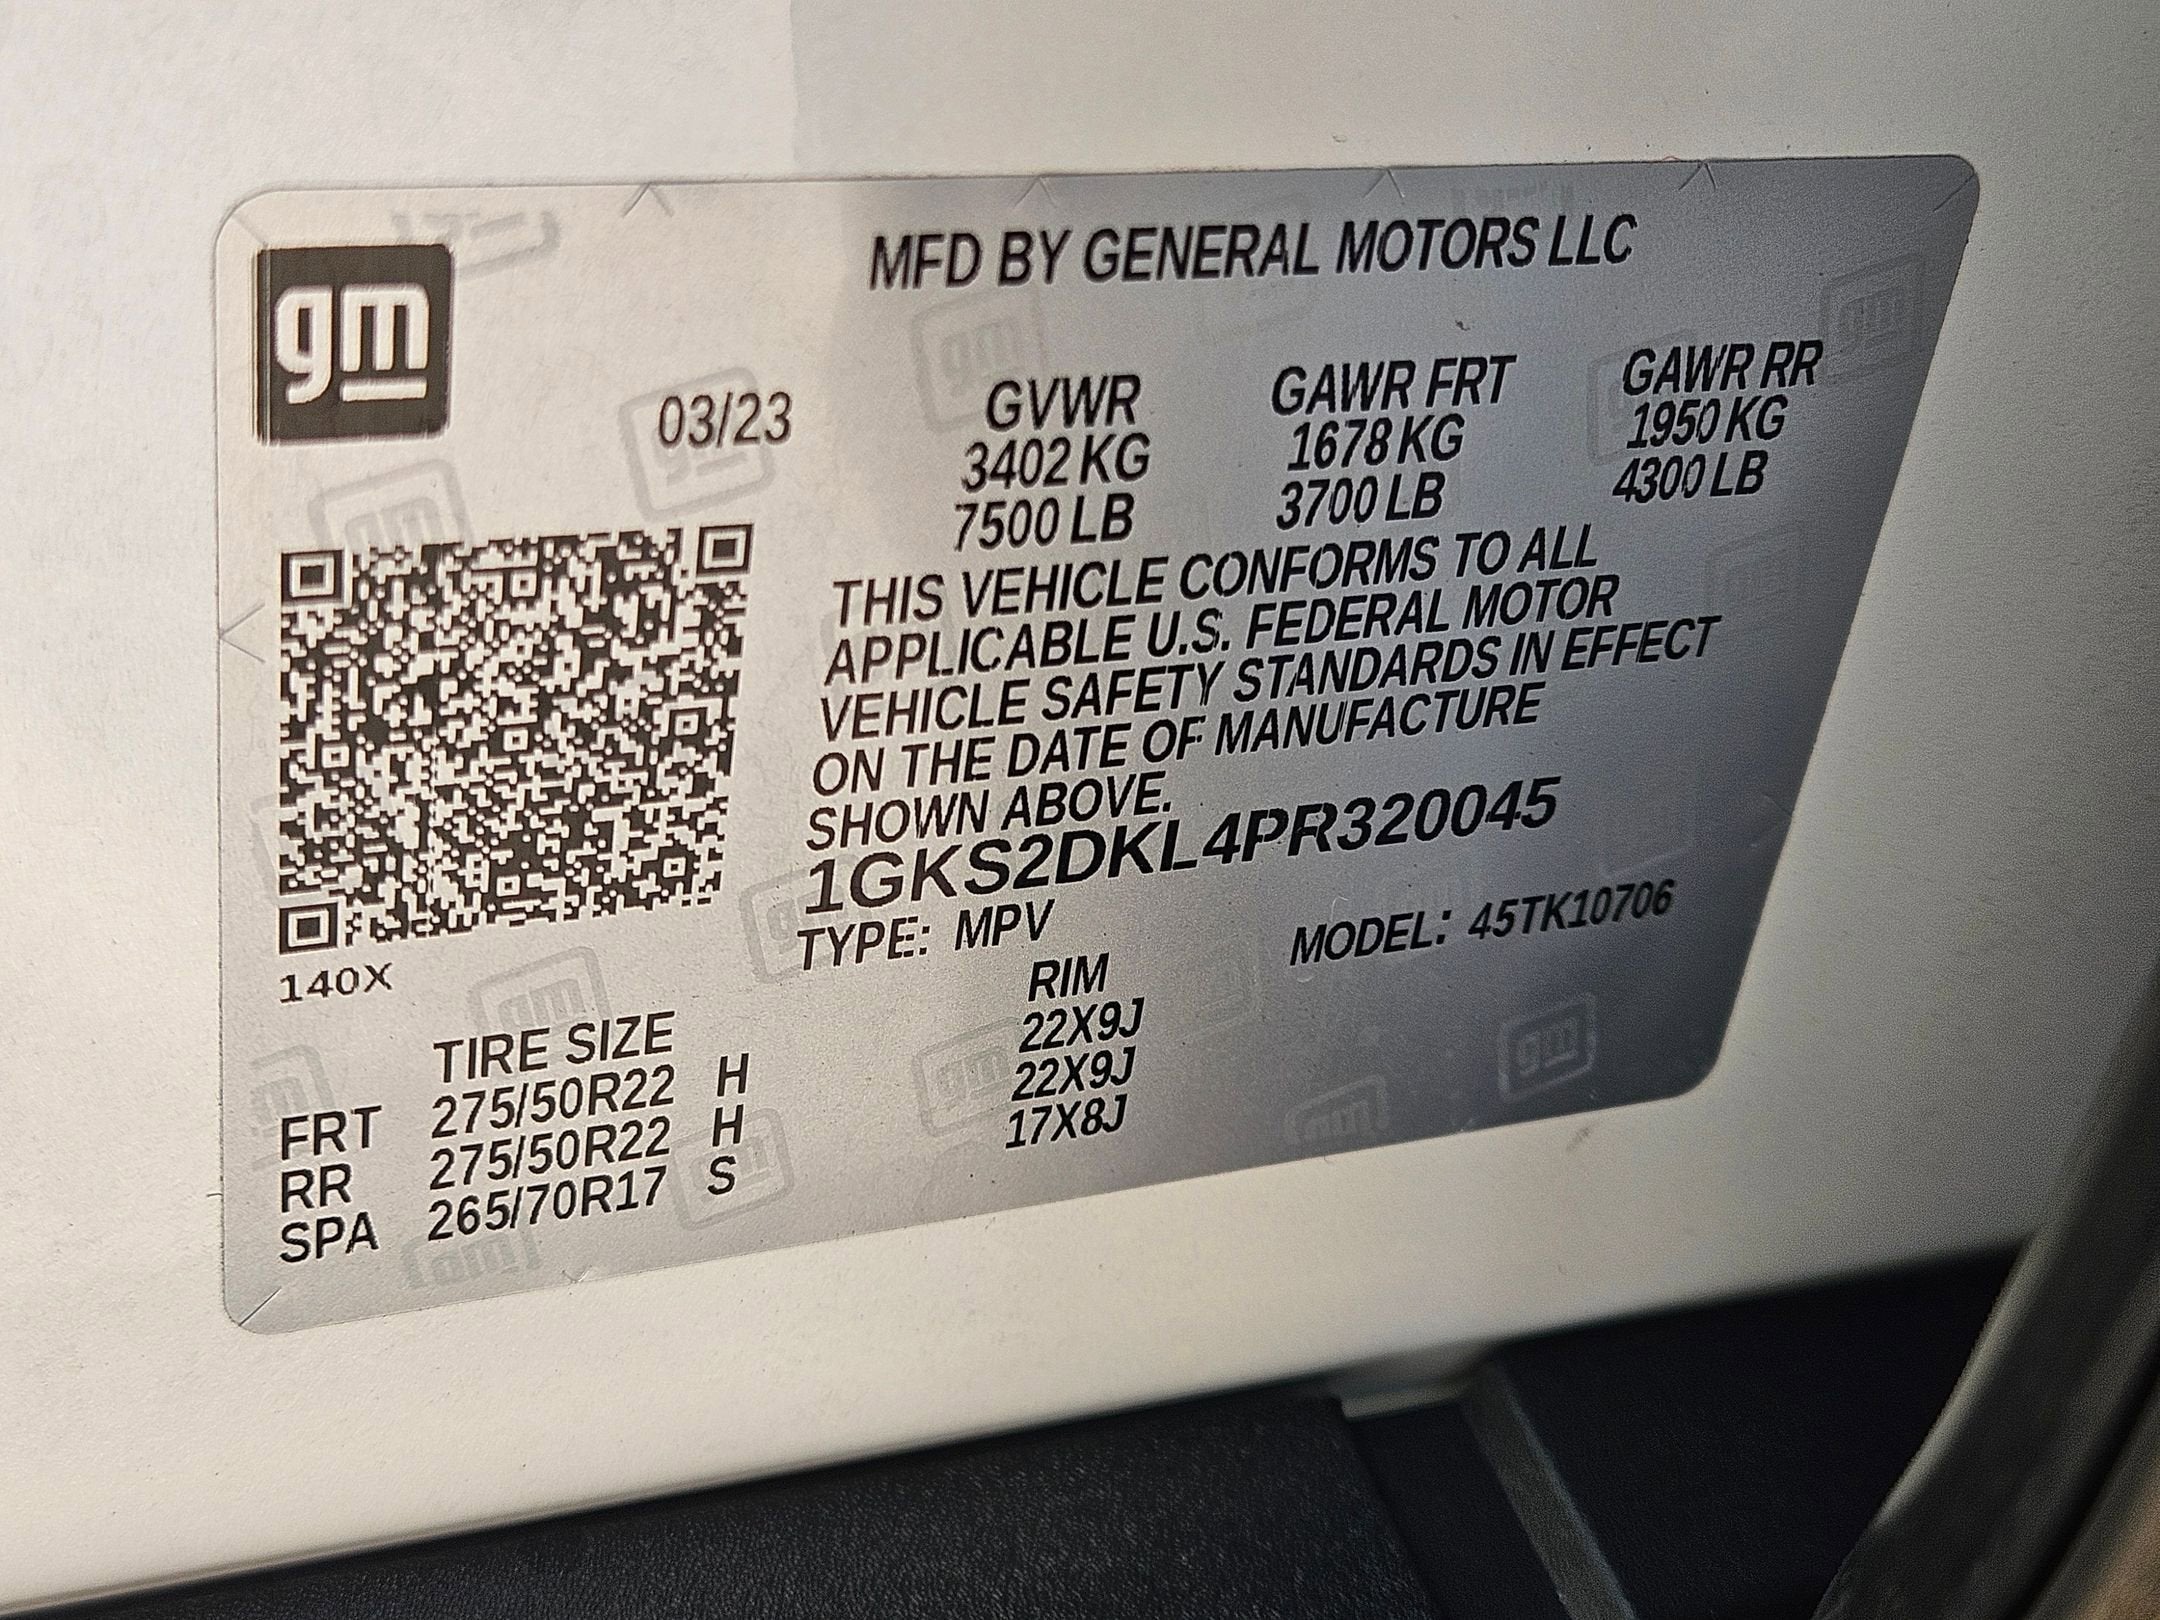 gm
MFD BY GENERAL MOTORS LLC
03/23
GVWR GAWR FRT GAWR RR
3402 KG 1678 KG 1950 KG
7500 LB 3700 LB 4300 LB
THIS VEHICLE CONFORMS TO ALL
APPLICABLE U.S. FEDERAL MOTOR
VEHICLE SAFETY STANDARDS IN EFFECT
ON THE DATE OF MANUFACTURE
SHOWN ABOVE.
1GKS2DKL4PR320045
TYPE: MPV MODEL: 45TK10706
140X
TIRE SIZE RIM
FRT 275/50R22 H 22X9J
RR 275/50R22 H 22X9J
SPA 265/70R17 S 17X8J